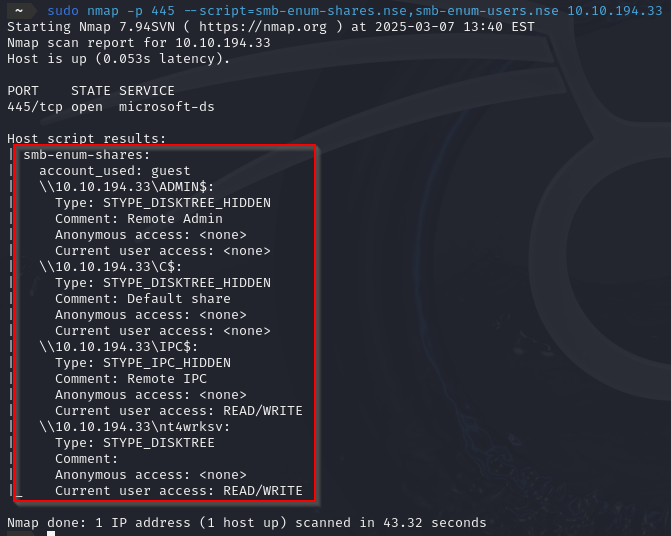 ~ sudo nmap -p 445 --script=smb-enum-shares.nse,smb-enum-users.nse 10.10.194.33
Starting Nmap 7.94SVN ( https://nmap.org ) at 2025-03-07 13:40 EST
Nmap scan report for 10.10.194.33
Host is up (0.053s latency).

PORT    STATE SERVICE
445/tcp open  microsoft-ds

Host script results:
| smb-enum-shares:
|   account_used: guest
|   \\10.10.194.33\ADMIN$:
|     Type: STYPE_DISKTREE_HIDDEN
|     Comment: Remote Admin
|     Anonymous access: <none>
|     Current user access: <none>
|   \\10.10.194.33\C$:
|     Type: STYPE_DISKTREE_HIDDEN
|     Comment: Default share
|     Anonymous access: <none>
|     Current user access: <none>
|   \\10.10.194.33\IPC$:
|     Type: STYPE_IPC_HIDDEN
|     Comment: Remote IPC
|     Anonymous access: <none>
|     Current user access: READ/WRITE
|   \\10.10.194.33\nt4wrksv:
|     Type: STYPE_DISKTREE
|     Comment:
|     Anonymous access: <none>
|_    Current user access: READ/WRITE

Nmap done: 1 IP address (1 host up) scanned in 43.32 seconds